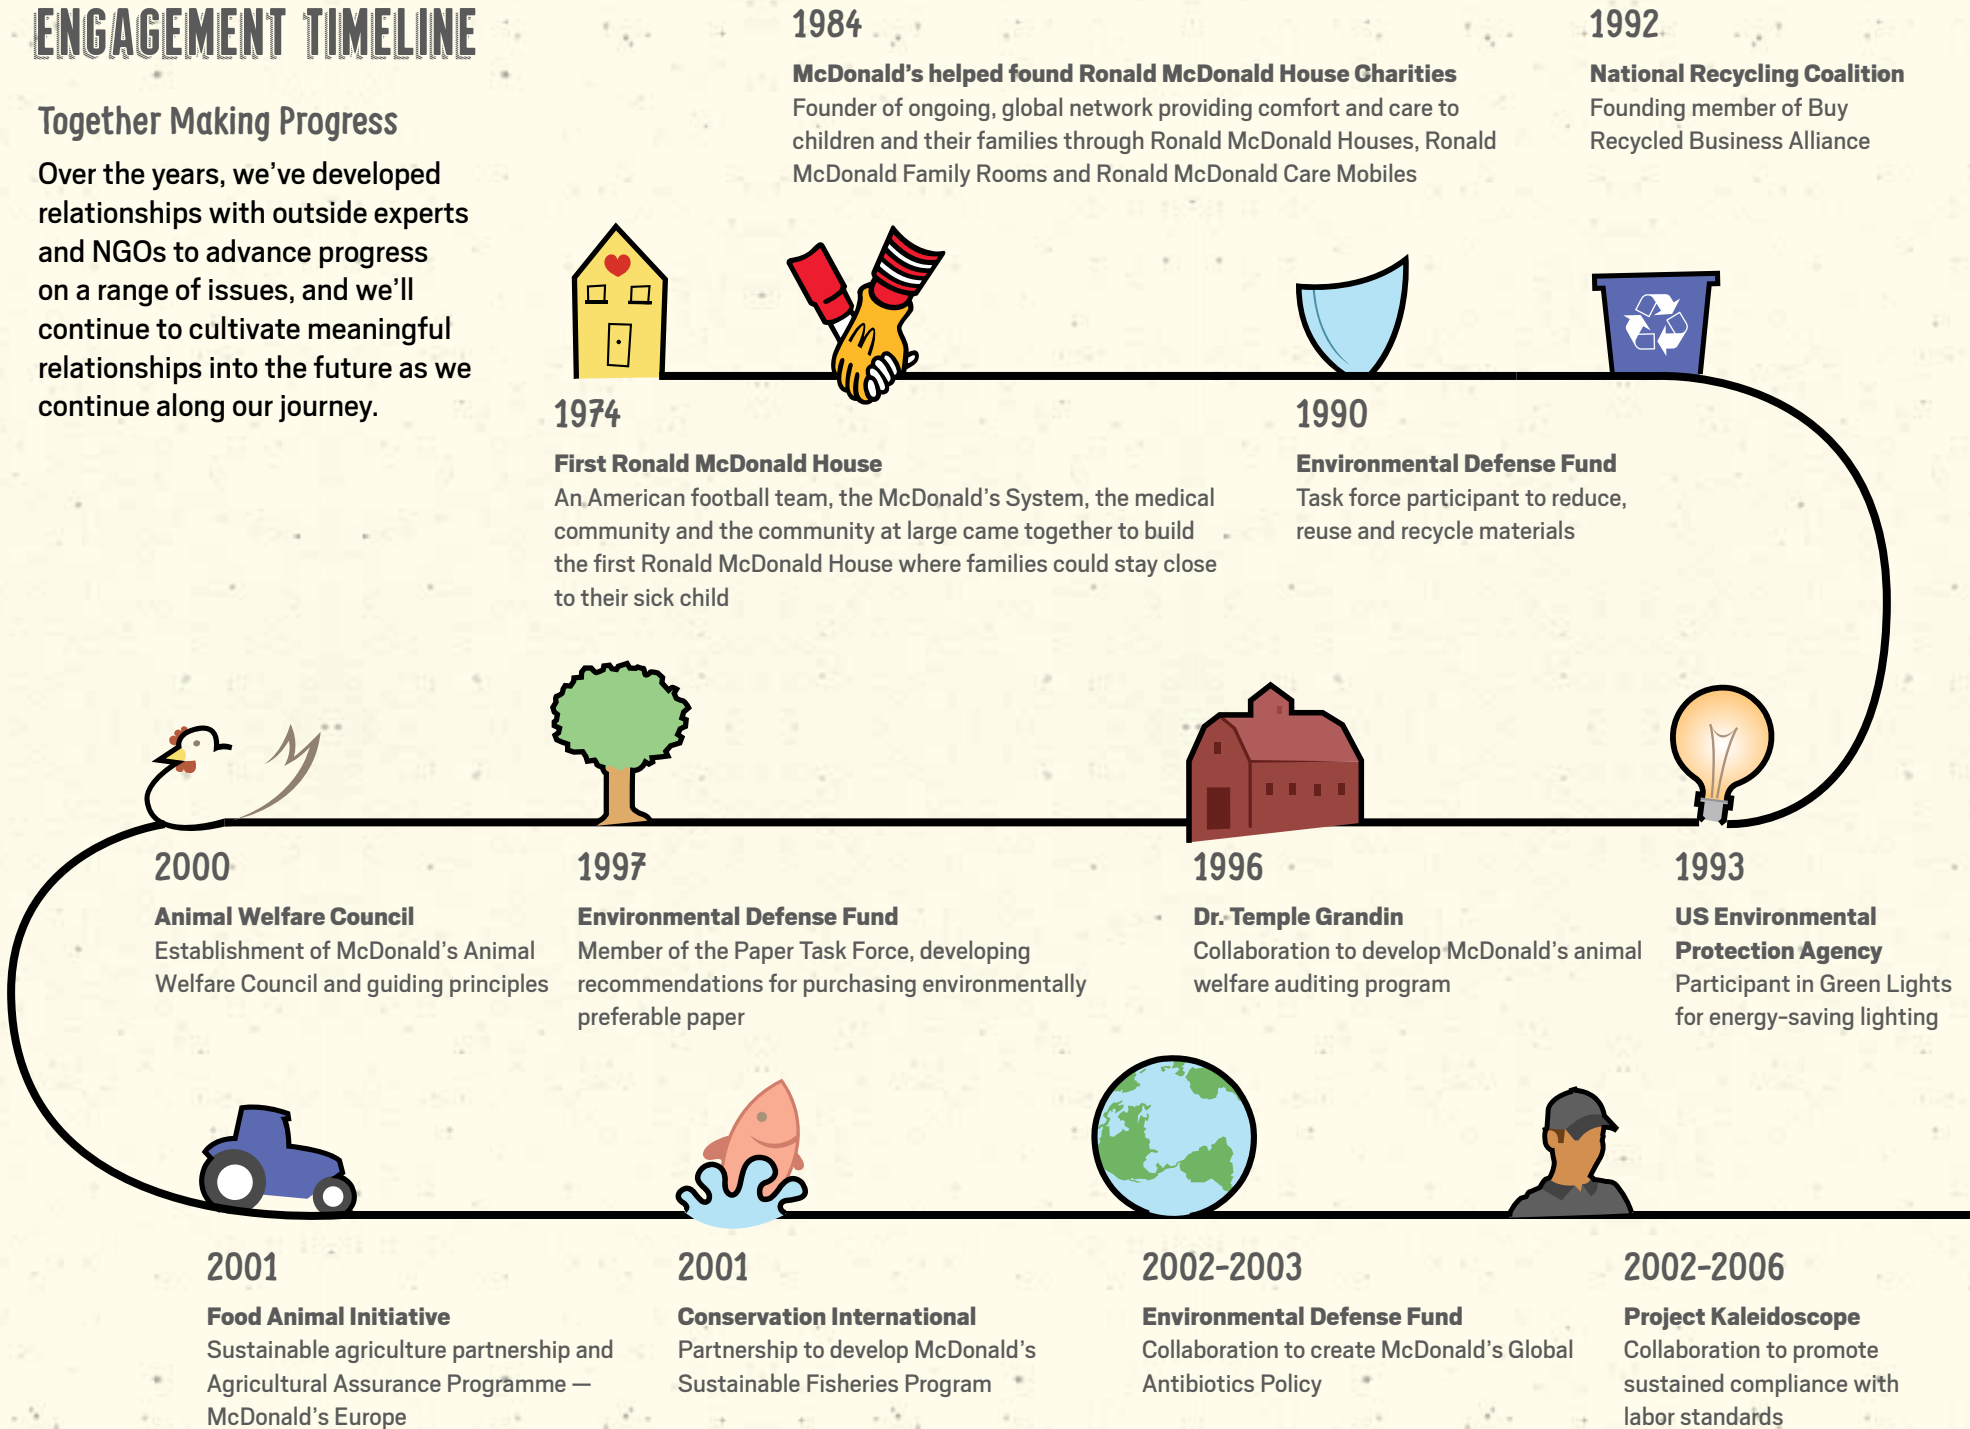 ENGAGEMENT TIMELINE
Together Making Progress
Over the years, we've developed
relationships with outside experts
and NGOs to advance progress
on a range of issues, and we'll
continue to cultivate meaningful
relationships into the future as we
continue along our journey.
1984
McDonald's helped found Ronald McDonald House Charities
Founder of ongoing, global network providing comfort and care to
children and their families through Ronald McDonald Houses, Ronald
McDonald Family Rooms and Ronald McDonald Care Mobiles
1992
National Recycling Coalition
Founding member of Buy
Recycled Business Alliance
1974
First Ronald McDonald House
An American football team, the McDonald's System, the medical
community and the community at large came together to build
the first Ronald McDonald House where families could stay close
to their sick child
1990
Environmental Defense Fund
Task force participant to reduce,
reuse and recycle materials
2000
Animal Welfare Council
Establishment of McDonald's Animal
Welfare Council and guiding principles
1997
Environmental Defense Fund
Member of the Paper Task Force, developing
recommendations for purchasing environmentally
preferable paper
1996
Dr. Temple Grandin
Collaboration to develop McDonald's animal
welfare auditing program
1993
US Environmental
Protection Agency
Participant in Green Lights
for energy-saving lighting
2001
Food Animal Initiative
Sustainable agriculture partnership and
Agricultural Assurance Programme —
McDonald's Europe
2001
Conservation International
Partnership to develop McDonald's
Sustainable Fisheries Program
2002-2003
Environmental Defense Fund
Collaboration to create McDonald's Global
Antibiotics Policy
2002-2006
Project Kaleidoscope
Collaboration to promote
sustained compliance with
labor standards